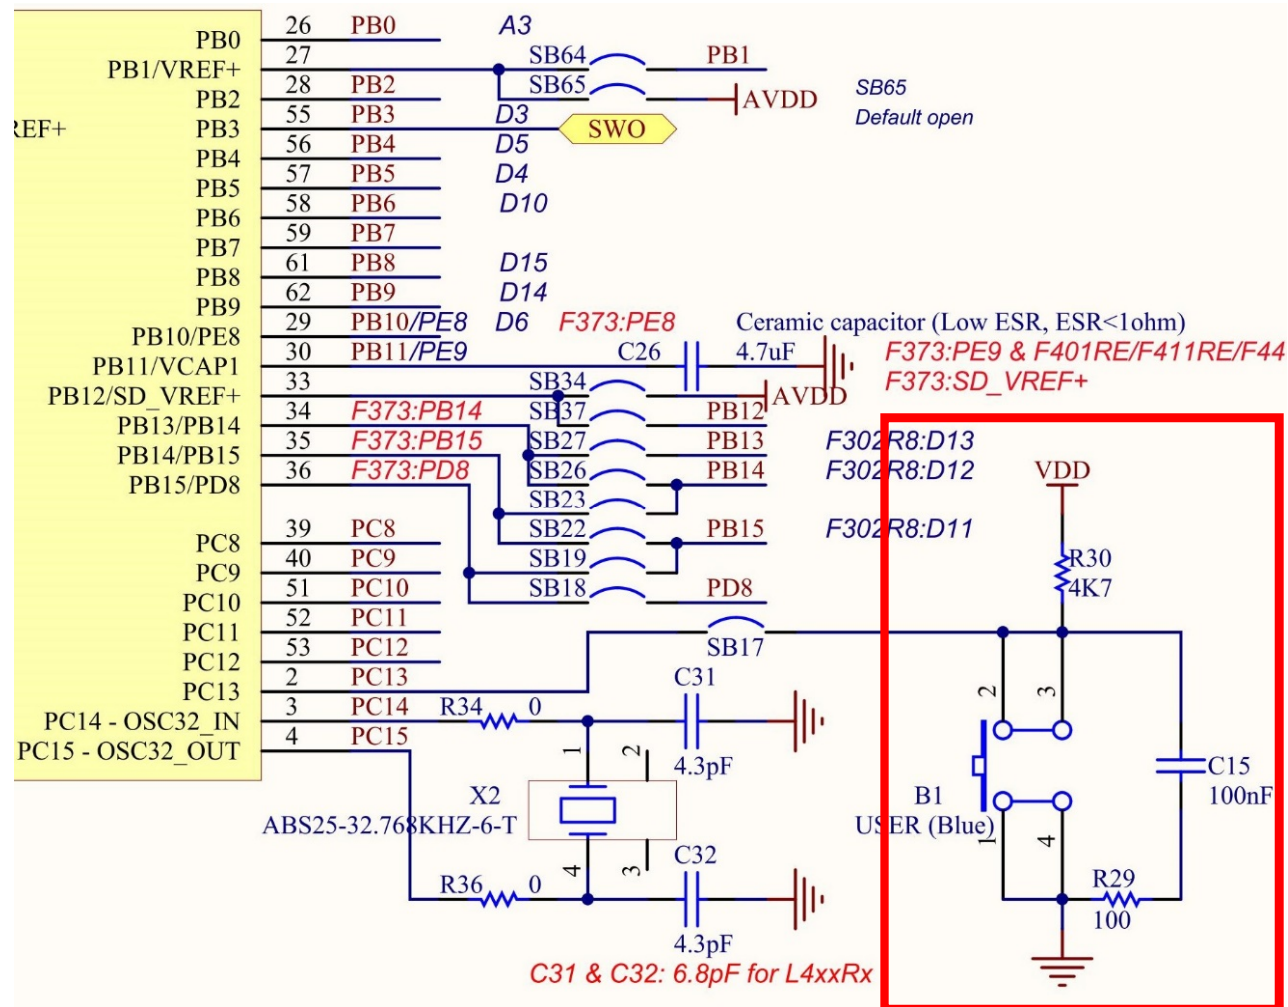 PB0 26 PB0 A3
PB1/VREF+ 27 SB64 PB1
PB2 28 PB2 SB65 AVDD SB65
REF+ PB3 55 PB3 D3 SWO Default open
PB4 56 PB4 D5
PB5 57 PB5 D4
PB6 58 PB6 D10
PB7 59 PB7
PB8 61 PB8 D15
PB9 62 PB9 D14
PB10/PE8 29 PB10/PE8 D6 F373:PE8 Ceramic capacitor (Low ESR, ESR<1ohm)
PB11/VCAP1 30 PB11/PE9 C26 4.7uF F373:PE9 & F401RE/F411RE/F44
PB12/SD_VREF+ 33 SB34 AVDD F373:SD_VREF+
PB13/PB14 34 F373:PB14 SB37 PB12
PB14/PB15 35 F373:PB15 SB27 PB13 F302R8:D13
PB15/PD8 36 F373:PD8 SB26 PB14 F302R8:D12 VDD
SB23
PC8 39 PC8 SB22 PB15 F302R8:D11
PC9 40 PC9 SB19 R30
PC10 51 PC10 SB18 PD8 4K7
PC11 52 PC11
PC12 53 PC12 SB17
PC13 2 PC13 C31 2 3
PC14 - OSC32_IN 3 PC14 R34 0
PC15 - OSC32_OUT 4 PC15 1 2 4.3pF
X2 B1 C15
ABS25-32.768KHZ-6-T USER (Blue) 100nF
4 3 C32 1 4
R36 0 R29
4.3pF 100
C31 & C32: 6.8pF for L4xxRx